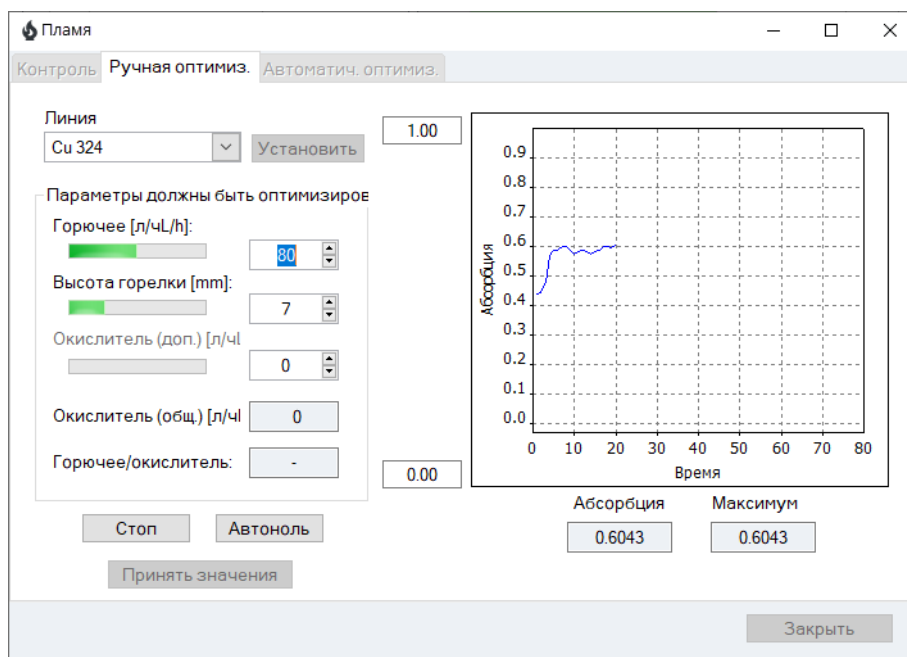 Пламя
Контроль Ручная оптимиз. Автоматич. оптимиз.
Линия
Cu 324
Установить
Параметры должны быть оптимизиров
Горючее [л/чL/h]:
80
Высота горелки [mm]:
7
Окислитель (доп.) [л/чl
0
Окислитель (общ.) [л/чl
0
Горючее/окислитель:
-
Стоп
Автоноль
Принять значения
1.00
0.00
Абсорбция
0.9
0.8
0.7
0.6
0.5
0.4
0.3
0.2
0.1
0.0
0 10 20 30 40 50 60 70 80
Время
Абсорбция Максимум
0.6043 0.6043
Закрыть